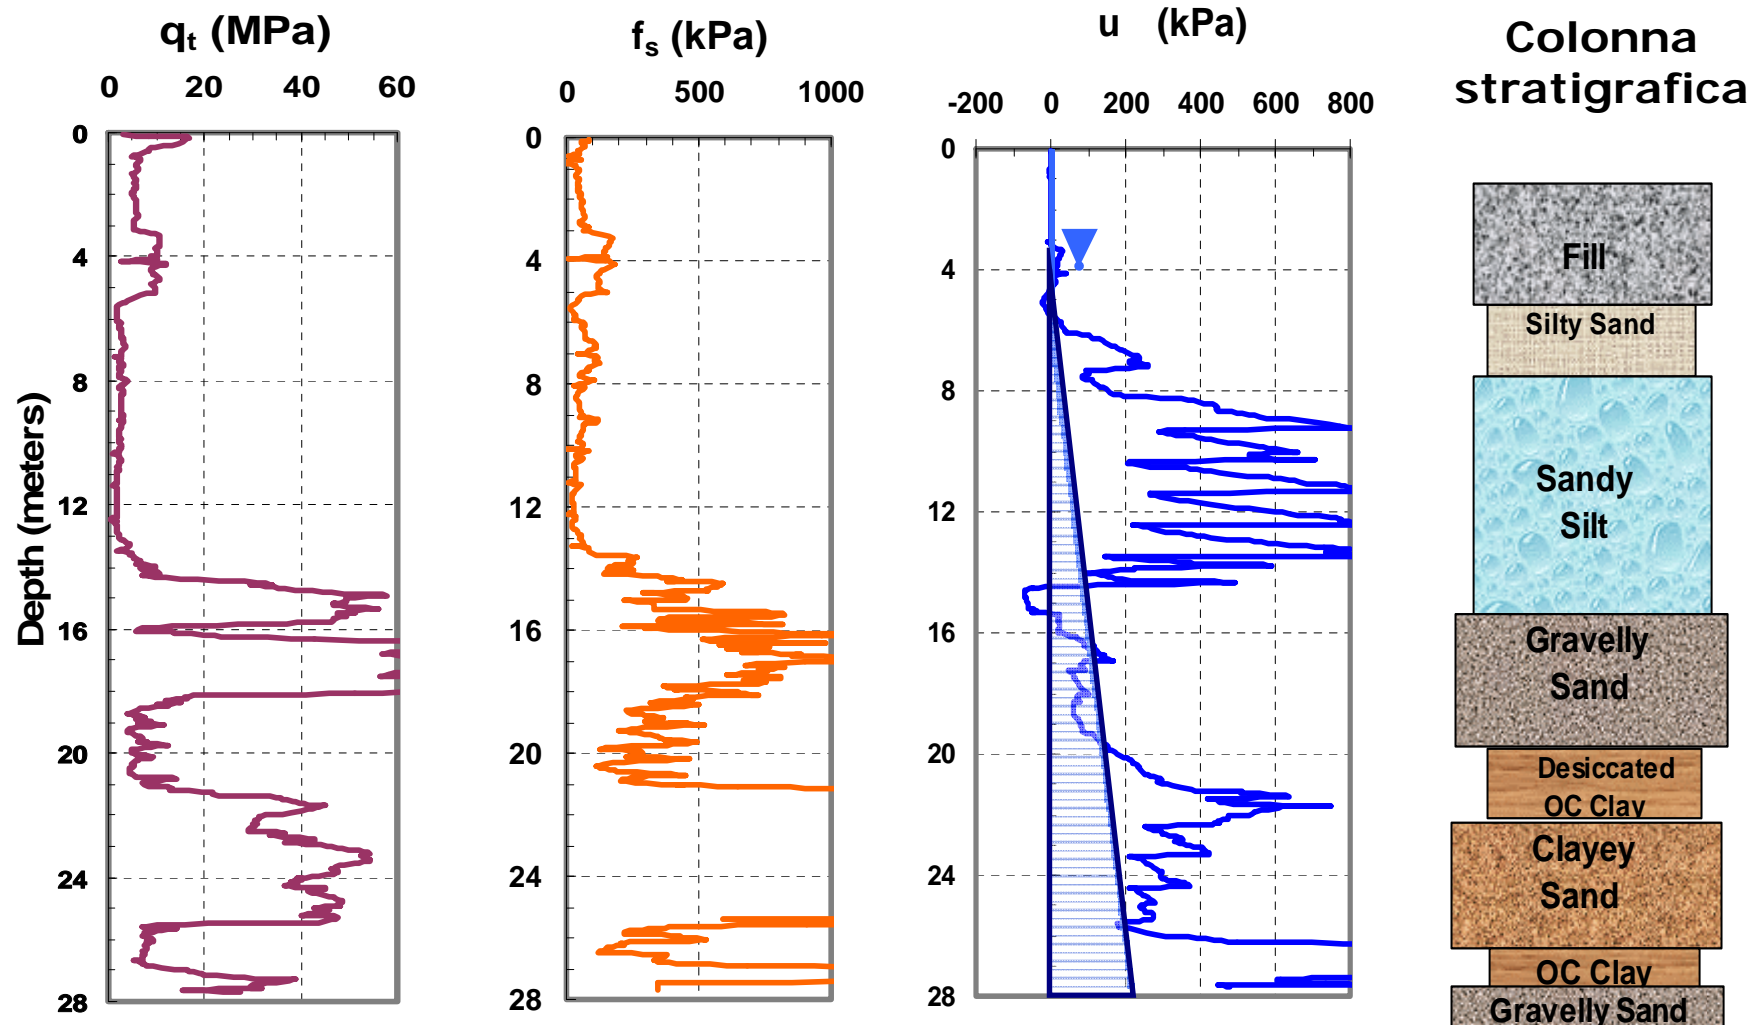 qt (MPa)
0 20 40 60
Depth (meters)
0
4
8
12
16
20
24
28
fs (kPa)
0 500 1000
0
4
8
12
16
20
24
28
u (kPa)
-200 0 200 400 600 800
0
4
8
12
16
20
24
28
Colonna
stratigrafica
Fill
Silty Sand
Sandy
Silt
Gravelly
Sand
Desiccated
OC Clay
Clayey
Sand
OC Clay
Gravelly Sand